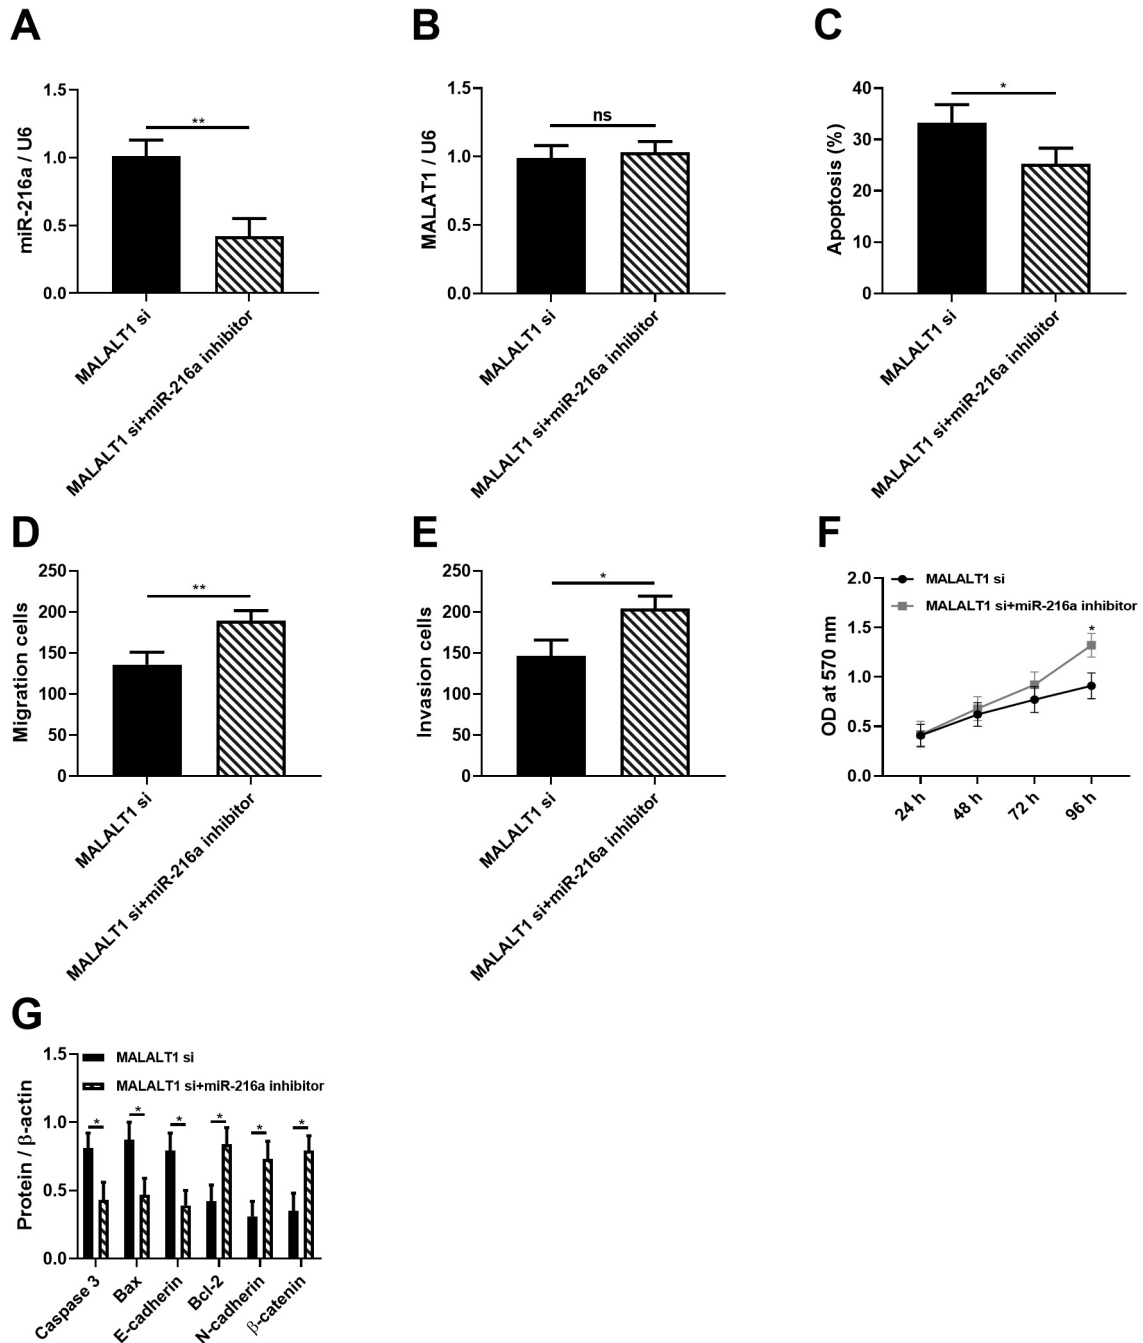 A
miR-216a / U6
1.5
1.0
0.5
0.0
**
MALALT1 si
MALALT1 si+miR-216a inhibitor
B
MALAT1 / U6
1.5
1.0
0.5
0.0
ns
MALALT1 si
MALALT1 si+miR-216a inhibitor
C
Apoptosis (%)
40
30
20
10
0
*
MALALT1 si
MALALT1 si+miR-216a inhibitor
D
Migration cells
250
200
150
100
50
0
**
MALALT1 si
MALALT1 si+miR-216a inhibitor
E
Invasion cells
250
200
150
100
50
0
*
MALALT1 si
MALALT1 si+miR-216a inhibitor
F
OD at 570 nm
2.0
1.5
1.0
0.5
0.0
MALALT1 si
MALALT1 si+miR-216a inhibitor
*
24 h
48 h
72 h
96 h
G
Protein / β-actin
1.5
1.0
0.5
0.0
MALALT1 si
MALALT1 si+miR-216a inhibitor
* * * * * *
Caspase 3
Bax
E-cadherin
Bcl-2
N-cadherin
β-catenin